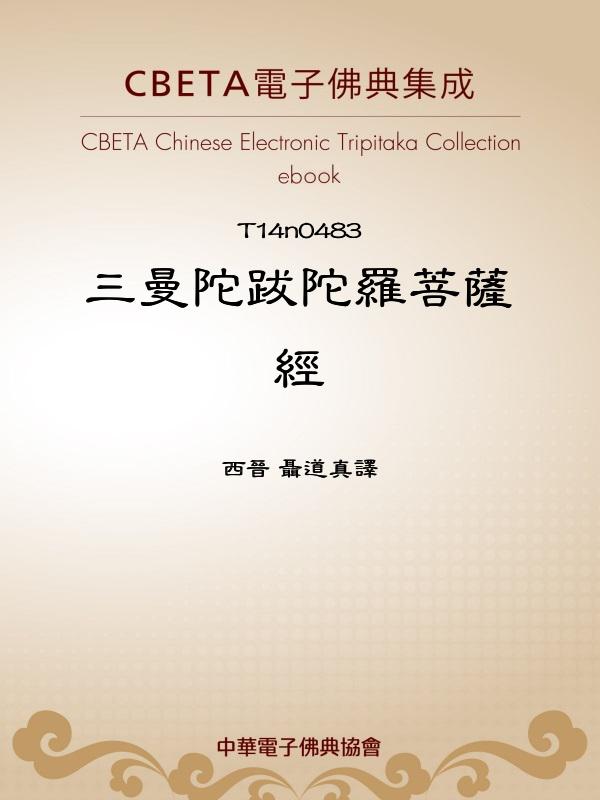 CBETA電子佛典集成
CBETA Chinese Electronic Tripitaka Collection
ebook
T14n0483
三曼陀跋陀羅菩薩
經
西晉 聶道真譯
中華電子佛典協會